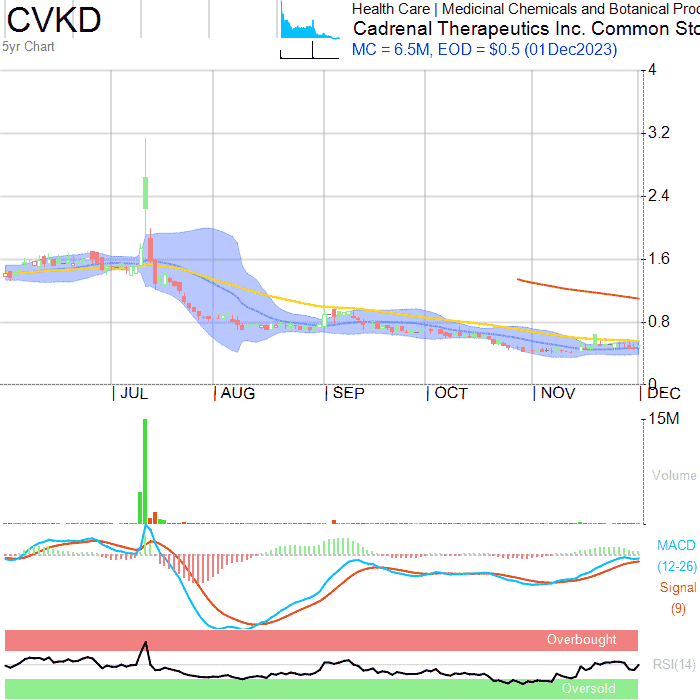 CVKD
5yr Chart
Health Care | Medicinal Chemicals and Botanical Prod
Cadrenal Therapeutics Inc. Common Sto
MC = 6.5M, EOD = $0.5 (01Dec2023)
4
3.2
2.4
1.6
0.8
0
| JUL | AUG | SEP | OCT | NOV | DEC
15M
Volume
MACD
(12-26)
Signal
(9)
Overbought
RSI(14)
Oversold